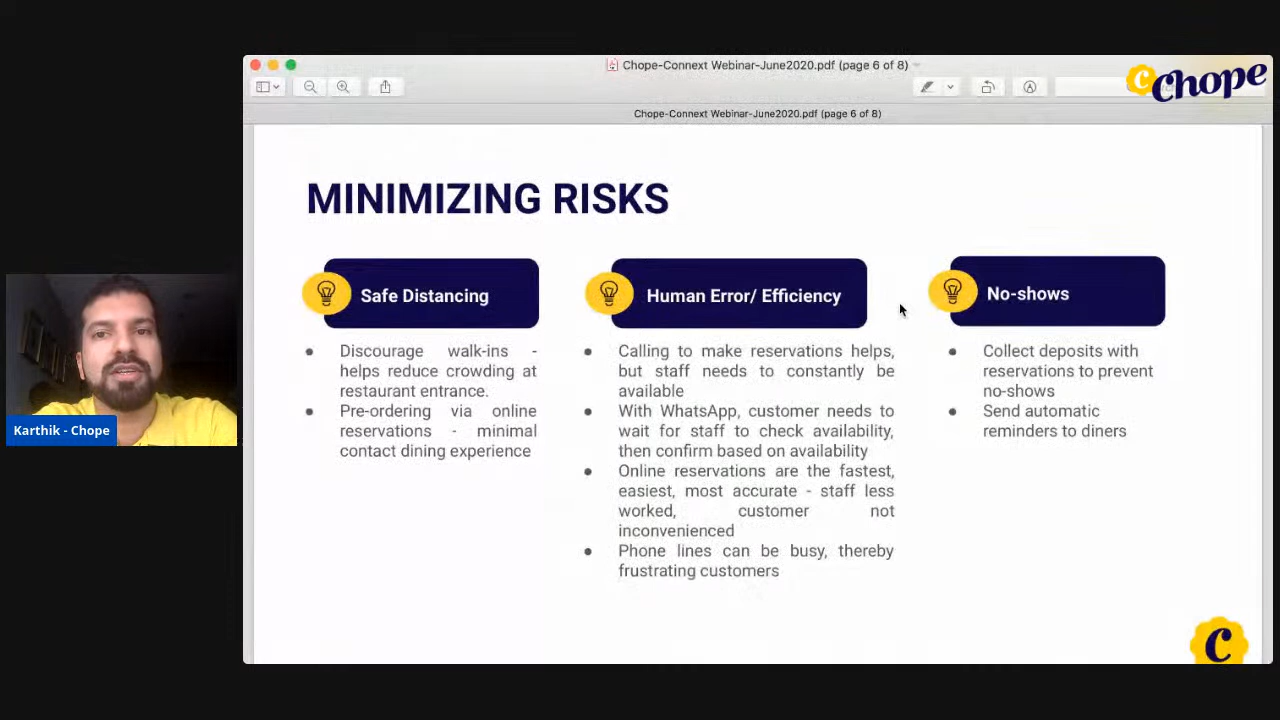 Chope-Connext Webinar-June2020.pdf (page 6 of 8)
Chope
Chope-Connext Webinar-June2020.pdf (page 6 of 8)
MINIMIZING RISKS
Safe Distancing
● Discourage walk-ins -
helps reduce crowding at
restaurant entrance.
● Pre-ordering via online
reservations - minimal
contact dining experience
Human Error/ Efficiency
● Calling to make reservations helps,
but staff needs to constantly be
available
● With WhatsApp, customer needs to
wait for staff to check availability,
then confirm based on availability
● Online reservations are the fastest,
easiest, most accurate - staff less
worked, customer not
inconvenienced
● Phone lines can be busy, thereby
frustrating customers
No-shows
● Collect deposits with
reservations to prevent
no-shows
● Send automatic
reminders to diners
Karthik - Chope
C